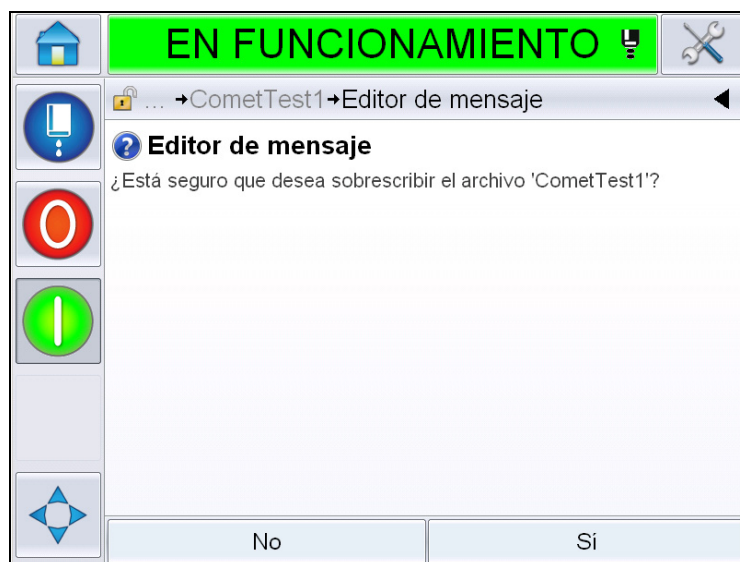 EN FUNCIONAMIENTO
... →CometTest1→Editor de mensaje
Editor de mensaje
¿Está seguro que desea sobrescribir el archivo 'CometTest1'?
No
Sí